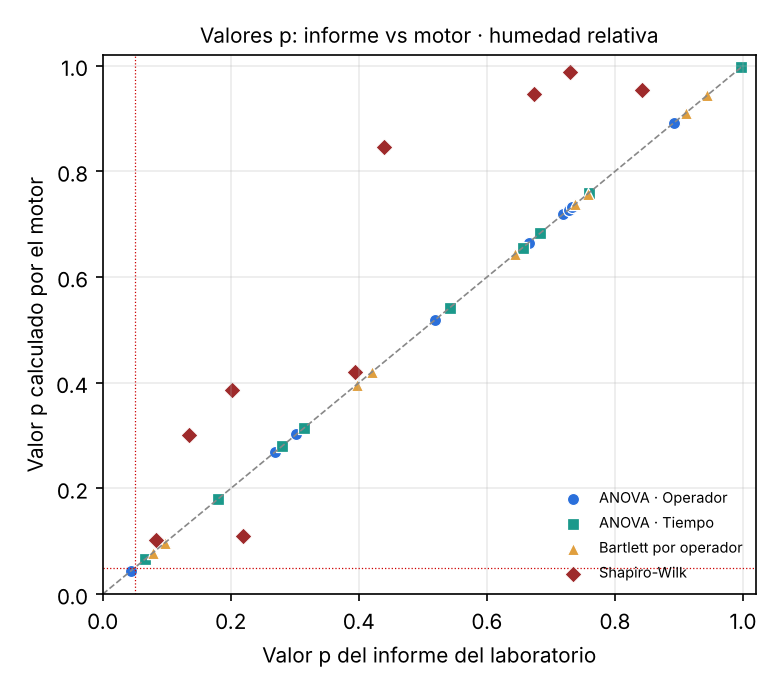 Valores p: informe vs motor · humedad relativa
1.0
0.8
0.6
0.4
0.2
0.0
Valor p calculado por el motor
ANOVA · Operador
ANOVA · Tiempo
Bartlett por operador
Shapiro-Wilk
0.0 0.2 0.4 0.6 0.8 1.0
Valor p del informe del laboratorio